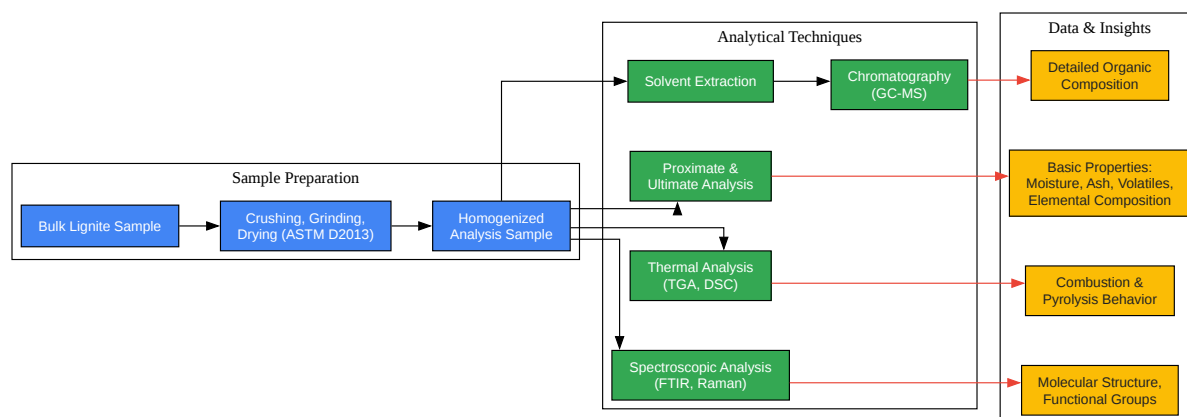 Sample Preparation
Bulk Lignite Sample
Crushing, Grinding,
Drying (ASTM D2013)
Homogenized
Analysis Sample
Analytical Techniques
Solvent Extraction
Chromatography
(GC-MS)
Proximate &
Ultimate Analysis
Thermal Analysis
(TGA, DSC)
Spectroscopic Analysis
(FTIR, Raman)
Data & Insights
Detailed Organic
Composition
Basic Properties:
Moisture, Ash, Volatiles,
Elemental Composition
Combustion &
Pyrolysis Behavior
Molecular Structure,
Functional Groups